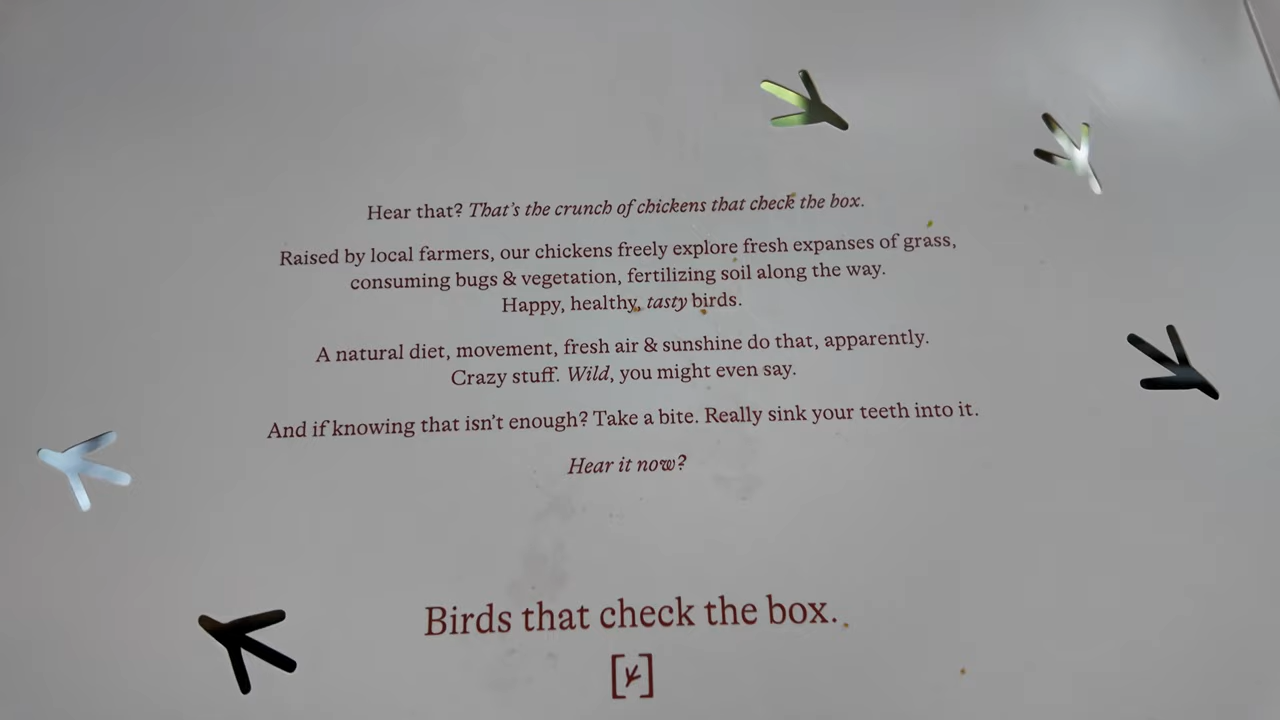 Hear that? That's the crunch of chickens that check the box.
Raised by local farmers, our chickens freely explore fresh expanses of grass,
consuming bugs & vegetation, fertilizing soil along the way.
Happy, healthy, tasty birds.
A natural diet, movement, fresh air & sunshine do that, apparently.
Crazy stuff. Wild, you might even say.
And if knowing that isn't enough? Take a bite. Really sink your teeth into it.
Hear it now?
Birds that check the box.